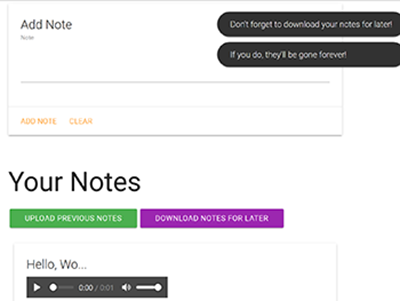 Add Note
Note
Don't forget to download your notes for later!
If you do, they'll be gone forever!
ADD NOTE CLEAR
Your Notes
UPLOAD PREVIOUS NOTES DOWNLOAD NOTES FOR LATER
Hello, Wo...
0:00 / 0:01